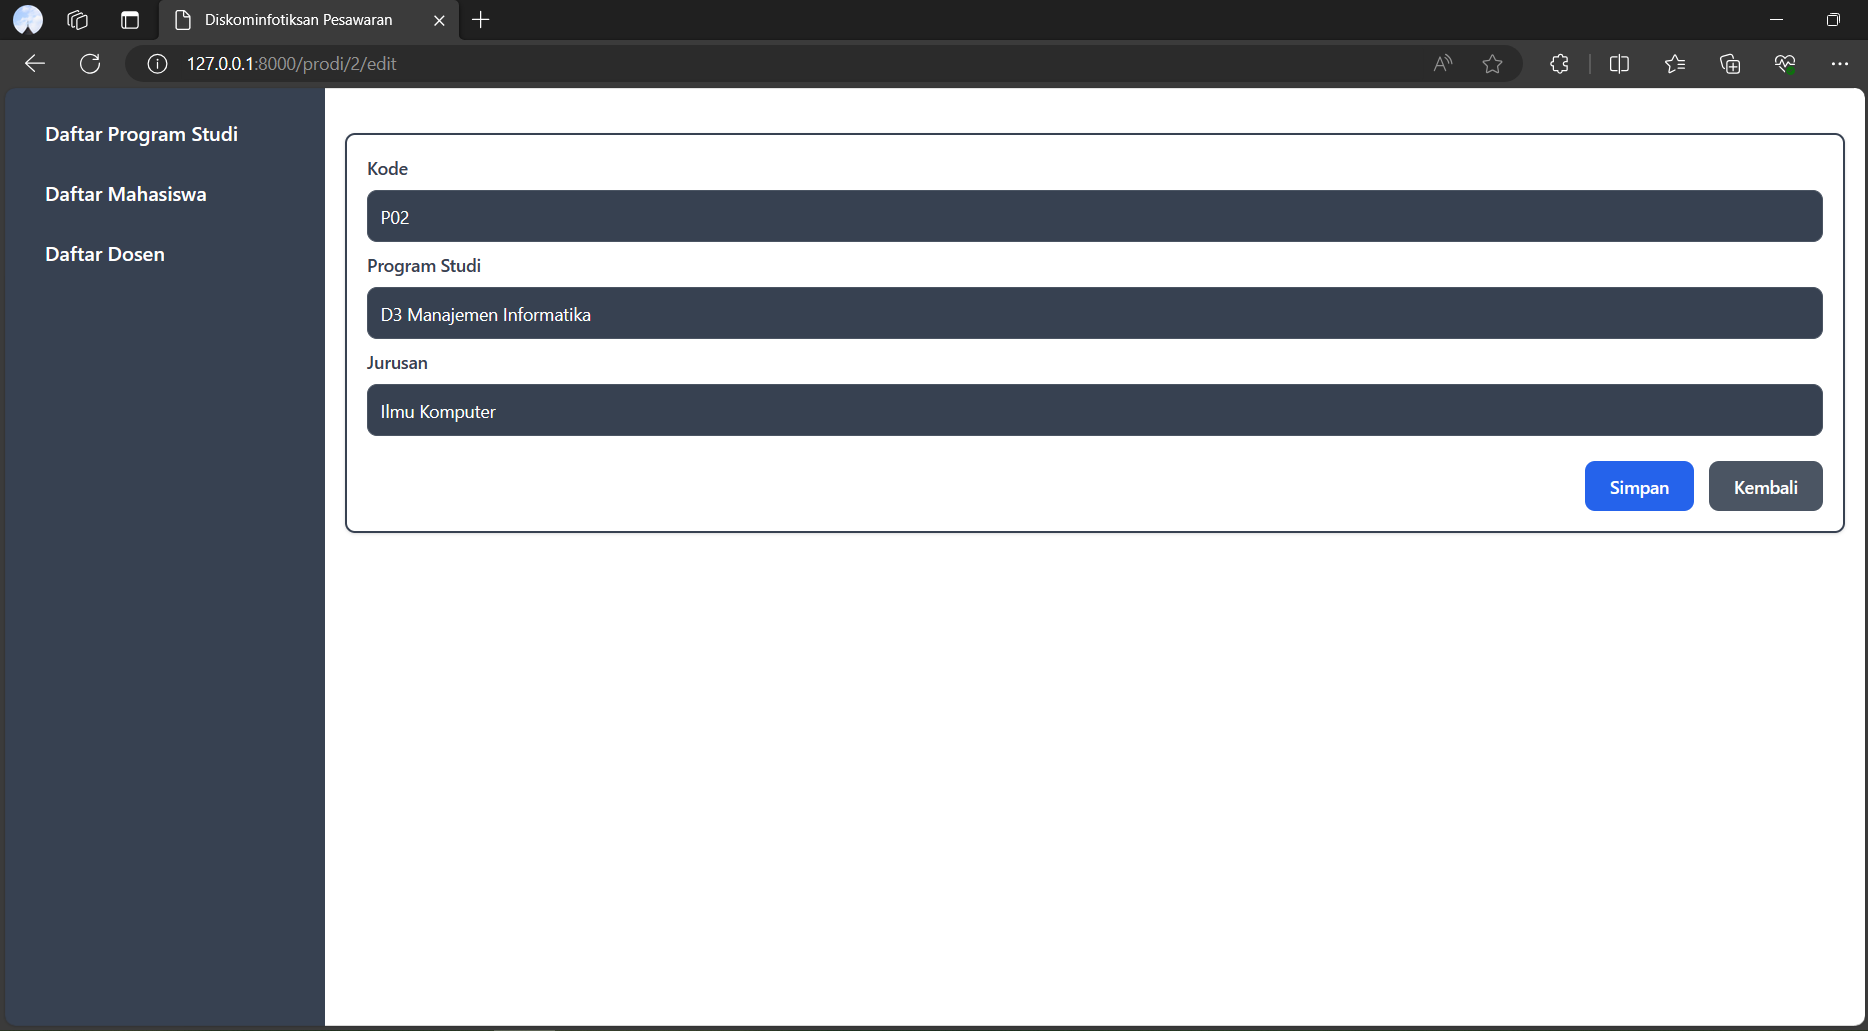 Diskominfotiksan Pesawaran
127.0.0.1:8000/prodi/2/edit
Daftar Program Studi
Daftar Mahasiswa
Daftar Dosen
Kode
P02
Program Studi
D3 Manajemen Informatika
Jurusan
Ilmu Komputer
Simpan Kembali